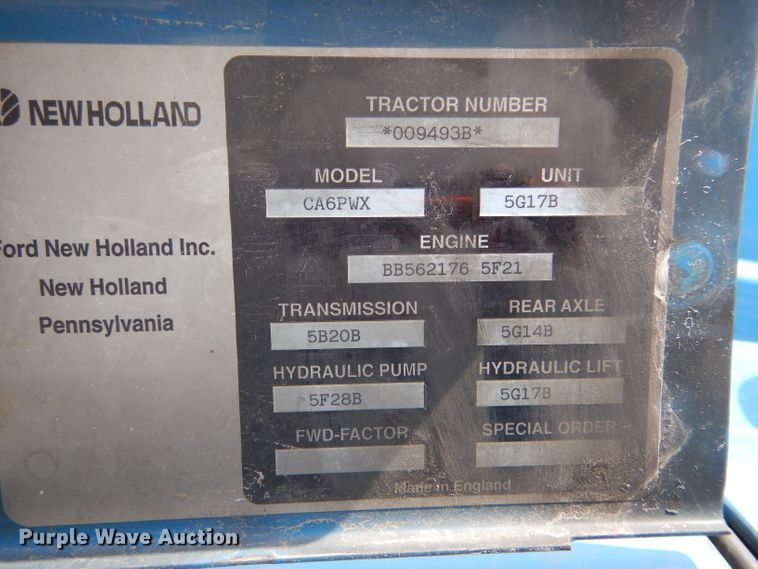 NEW HOLLAND
Ford New Holland Inc.
New Holland
Pennsylvania
TRACTOR NUMBER
*009493B*
MODEL UNIT
CA6PWX 5G17B
ENGINE
BB562176 5F21
TRANSMISSION REAR AXLE
5B20B 5G14B
HYDRAULIC PUMP HYDRAULIC LIFT
5F28B 5G17B
FWD-FACTOR SPECIAL ORDER
A Made in England
Purple Wave Auction